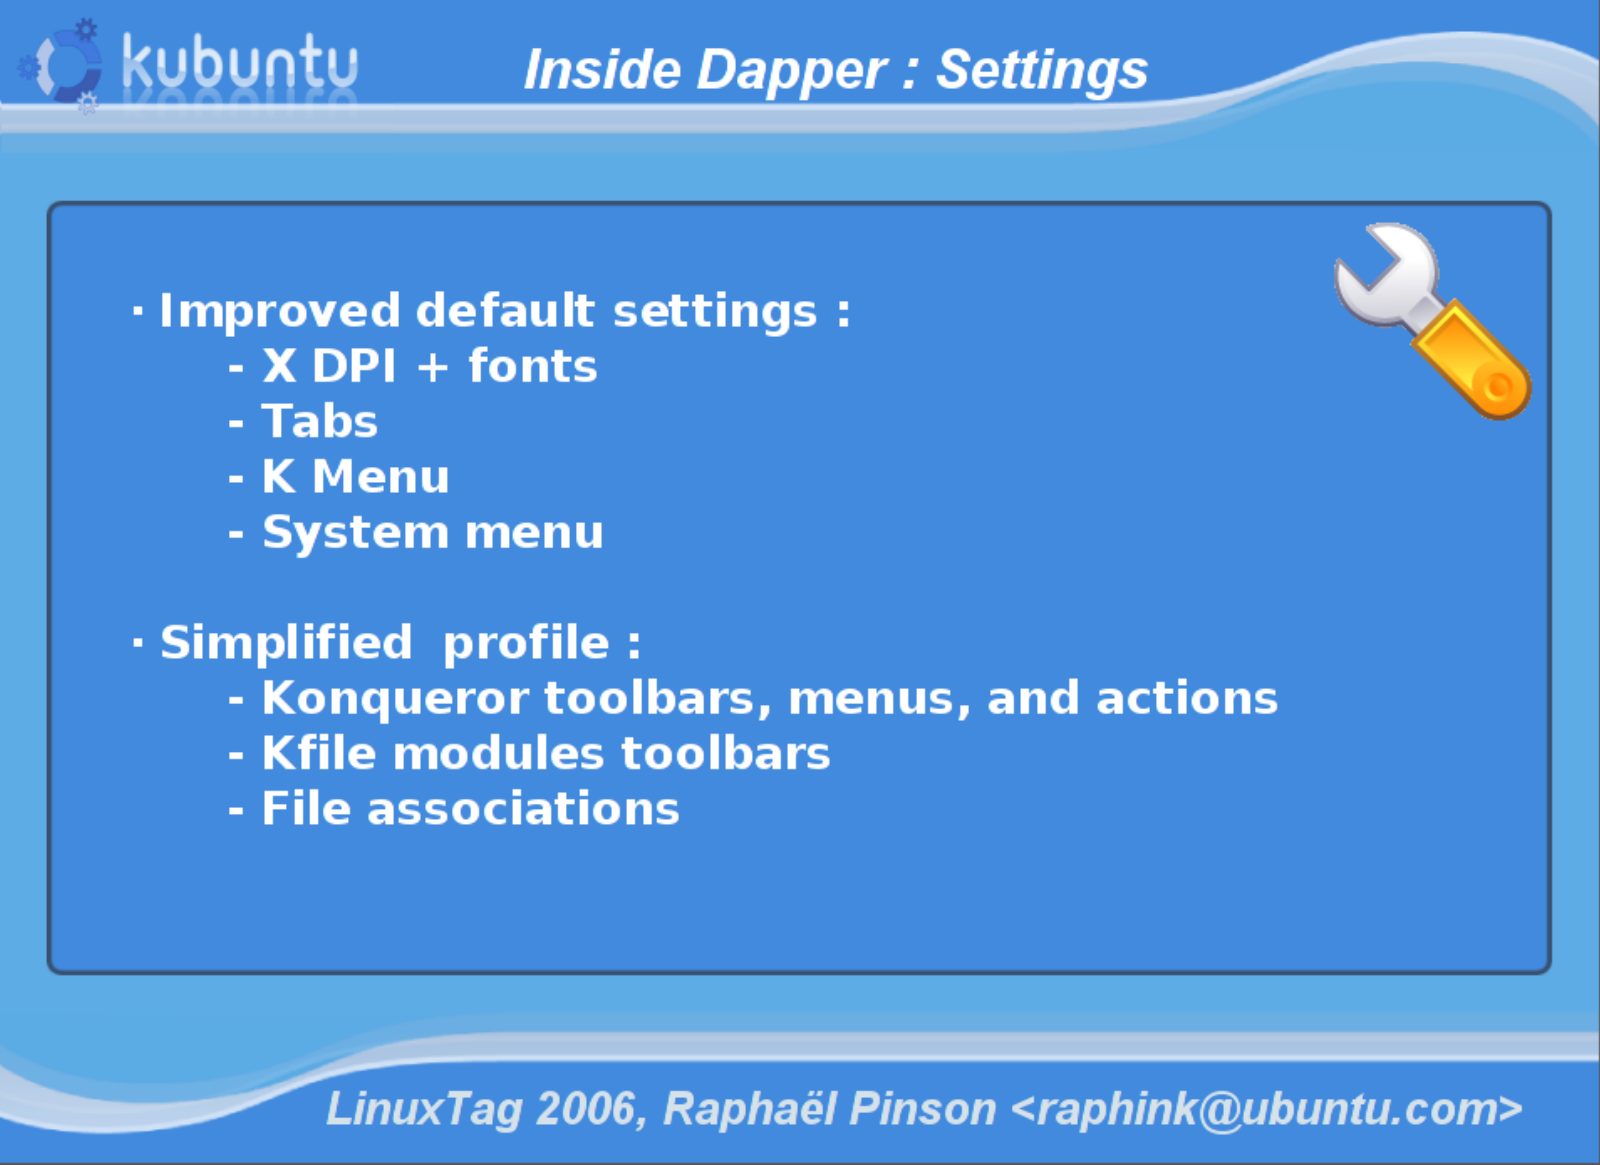 kubuntu
Inside Dapper : Settings
· Improved default settings :
- X DPI + fonts
- Tabs
- K Menu
- System menu
· Simplified  profile :
- Konqueror toolbars, menus, and actions
- Kfile modules toolbars
- File associations
LinuxTag 2006, Raphaël Pinson <raphink@ubuntu.com>